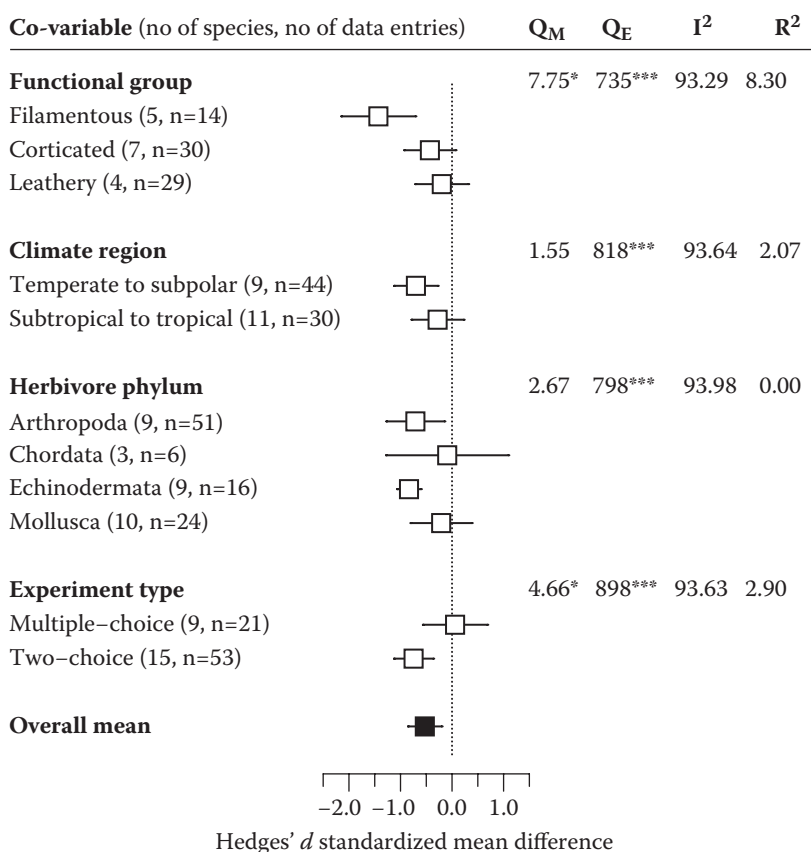 Co-variable (no of species, no of data entries) Q_M Q_E I² R²
Functional group 7.75* 735*** 93.29 8.30
Filamentous (5, n=14)
Corticated (7, n=30)
Leathery (4, n=29)
Climate region 1.55 818*** 93.64 2.07
Temperate to subpolar (9, n=44)
Subtropical to tropical (11, n=30)
Herbivore phylum 2.67 798*** 93.98 0.00
Arthropoda (9, n=51)
Chordata (3, n=6)
Echinodermata (9, n=16)
Mollusca (10, n=24)
Experiment type 4.66* 898*** 93.63 2.90
Multiple–choice (9, n=21)
Two–choice (15, n=53)
Overall mean
−2.0 −1.0 0.0 1.0
Hedges’ d standardized mean difference